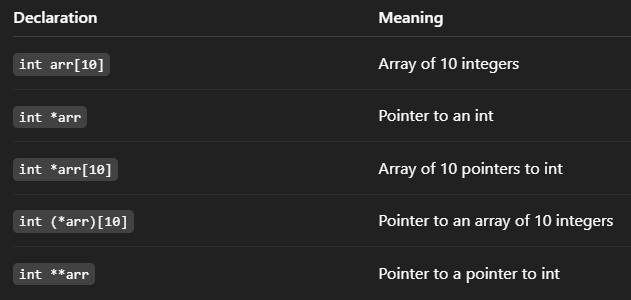 Declaration Meaning
int arr[10] Array of 10 integers
int *arr Pointer to an int
int *arr[10] Array of 10 pointers to int
int (*arr)[10] Pointer to an array of 10 integers
int **arr Pointer to a pointer to int